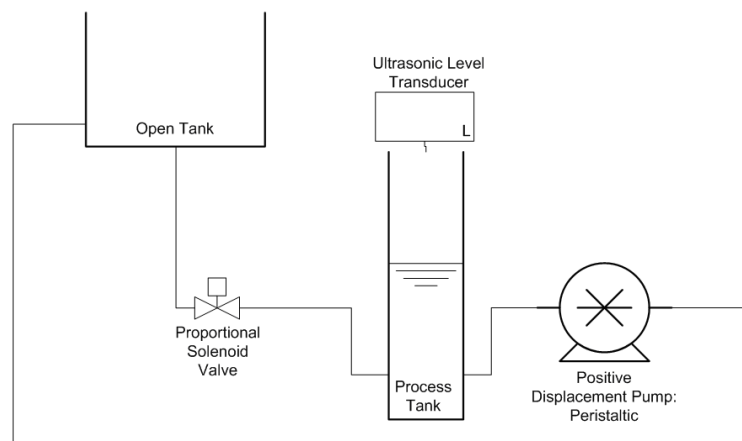 Ultrasonic Level
Transducer
L
Open Tank
Proportional
Solenoid
Valve
Process
Tank
Positive
Displacement Pump:
Peristaltic